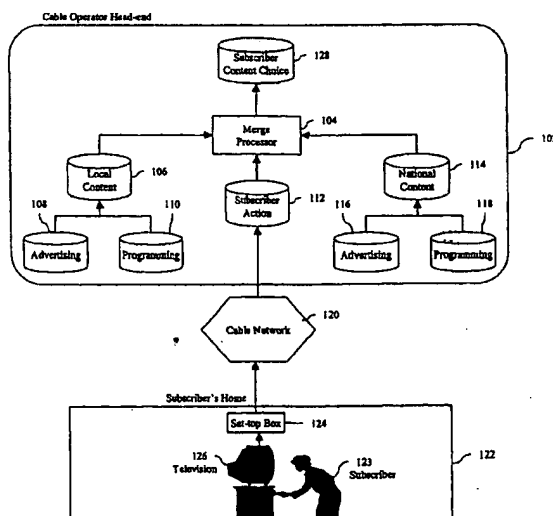 Cable Operator Head-end
Subscriber
Content Choice
128
Merge
Processor
104
Local
Content
106
Subscriber
Action
112
National
Content
114
108
Advertising
110
Programming
116
Advertising
118
Programming
Cable Network
120
Subscriber's Home
Set-top Box
124
126
Television
123
Subscriber
122